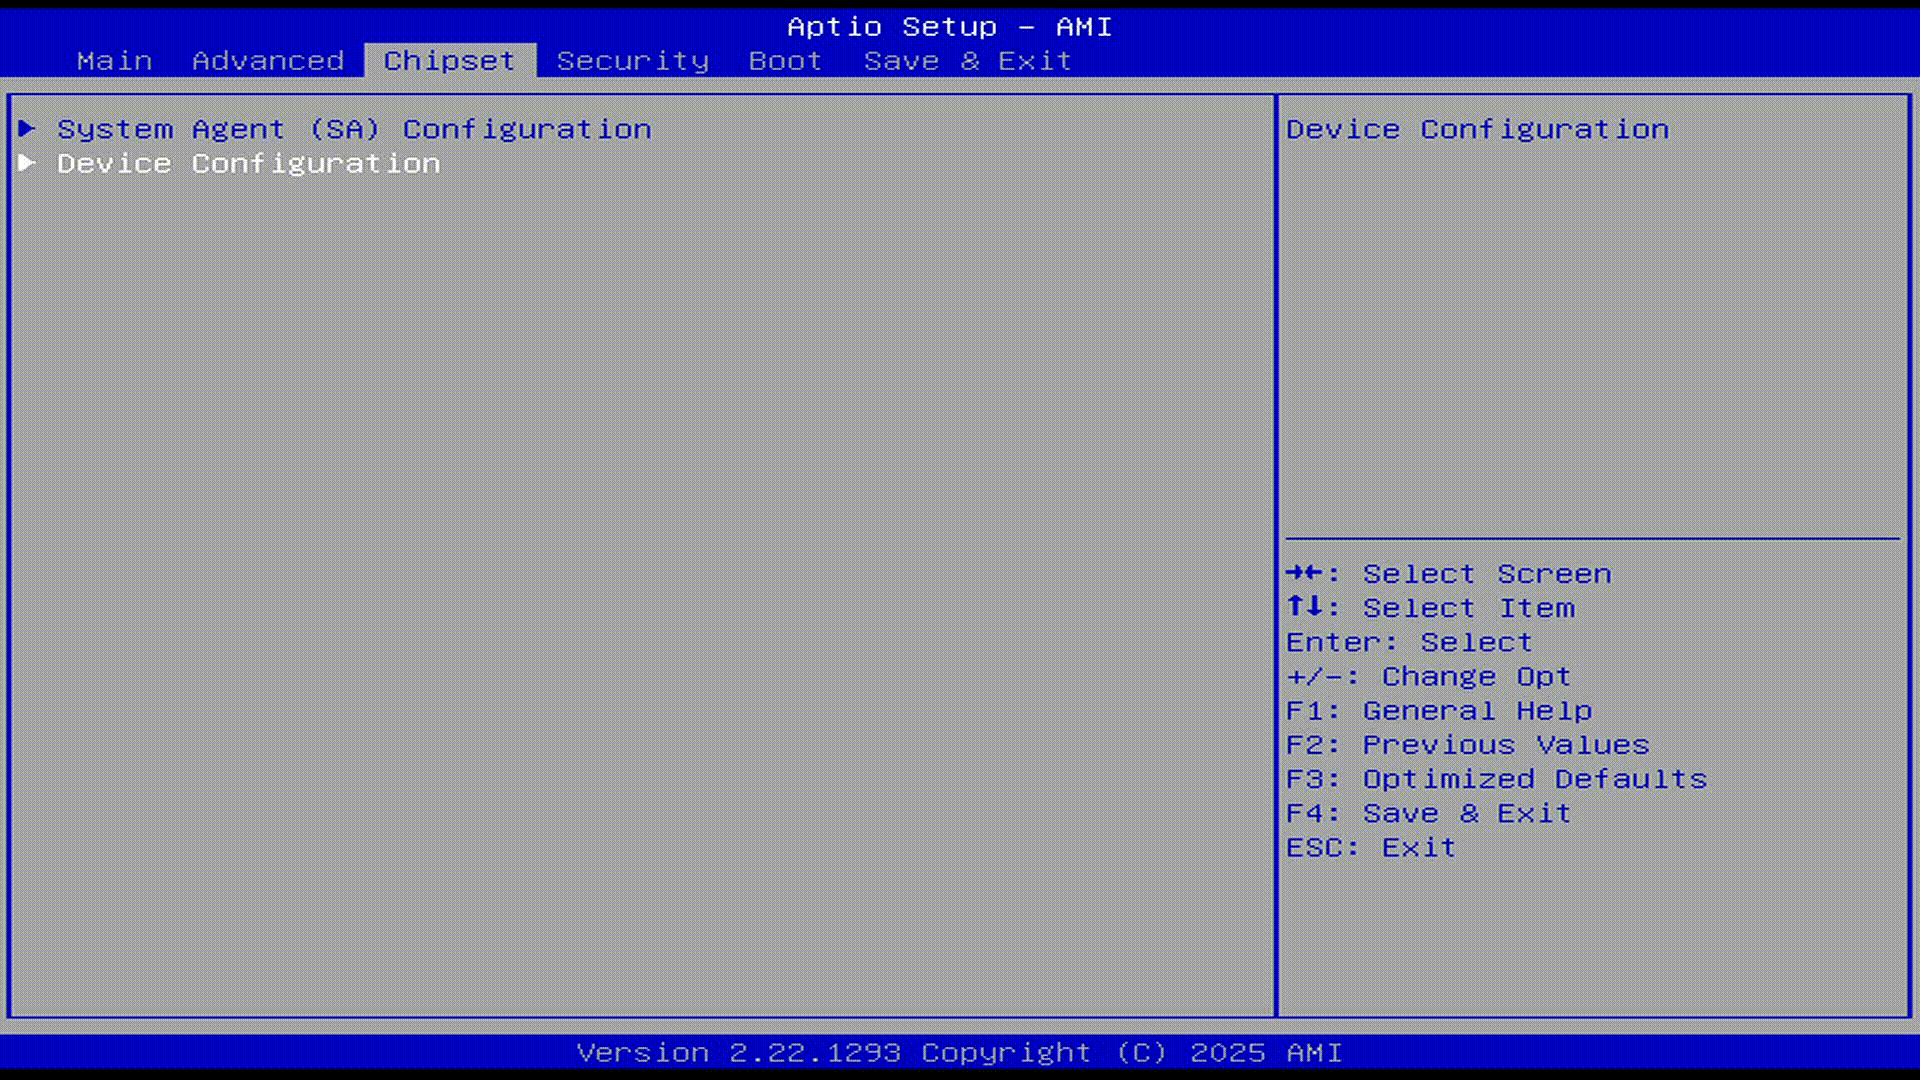 Aptio Setup – AMI
Main Advanced Chipset Security Boot Save & Exit
► System Agent (SA) Configuration
► Device Configuration
Device Configuration
→←: Select Screen
↑↓: Select Item
Enter: Select
+/-: Change Opt
F1: General Help
F2: Previous Values
F3: Optimized Defaults
F4: Save & Exit
ESC: Exit
Version 2.22.1293 Copyright (C) 2025 AMI